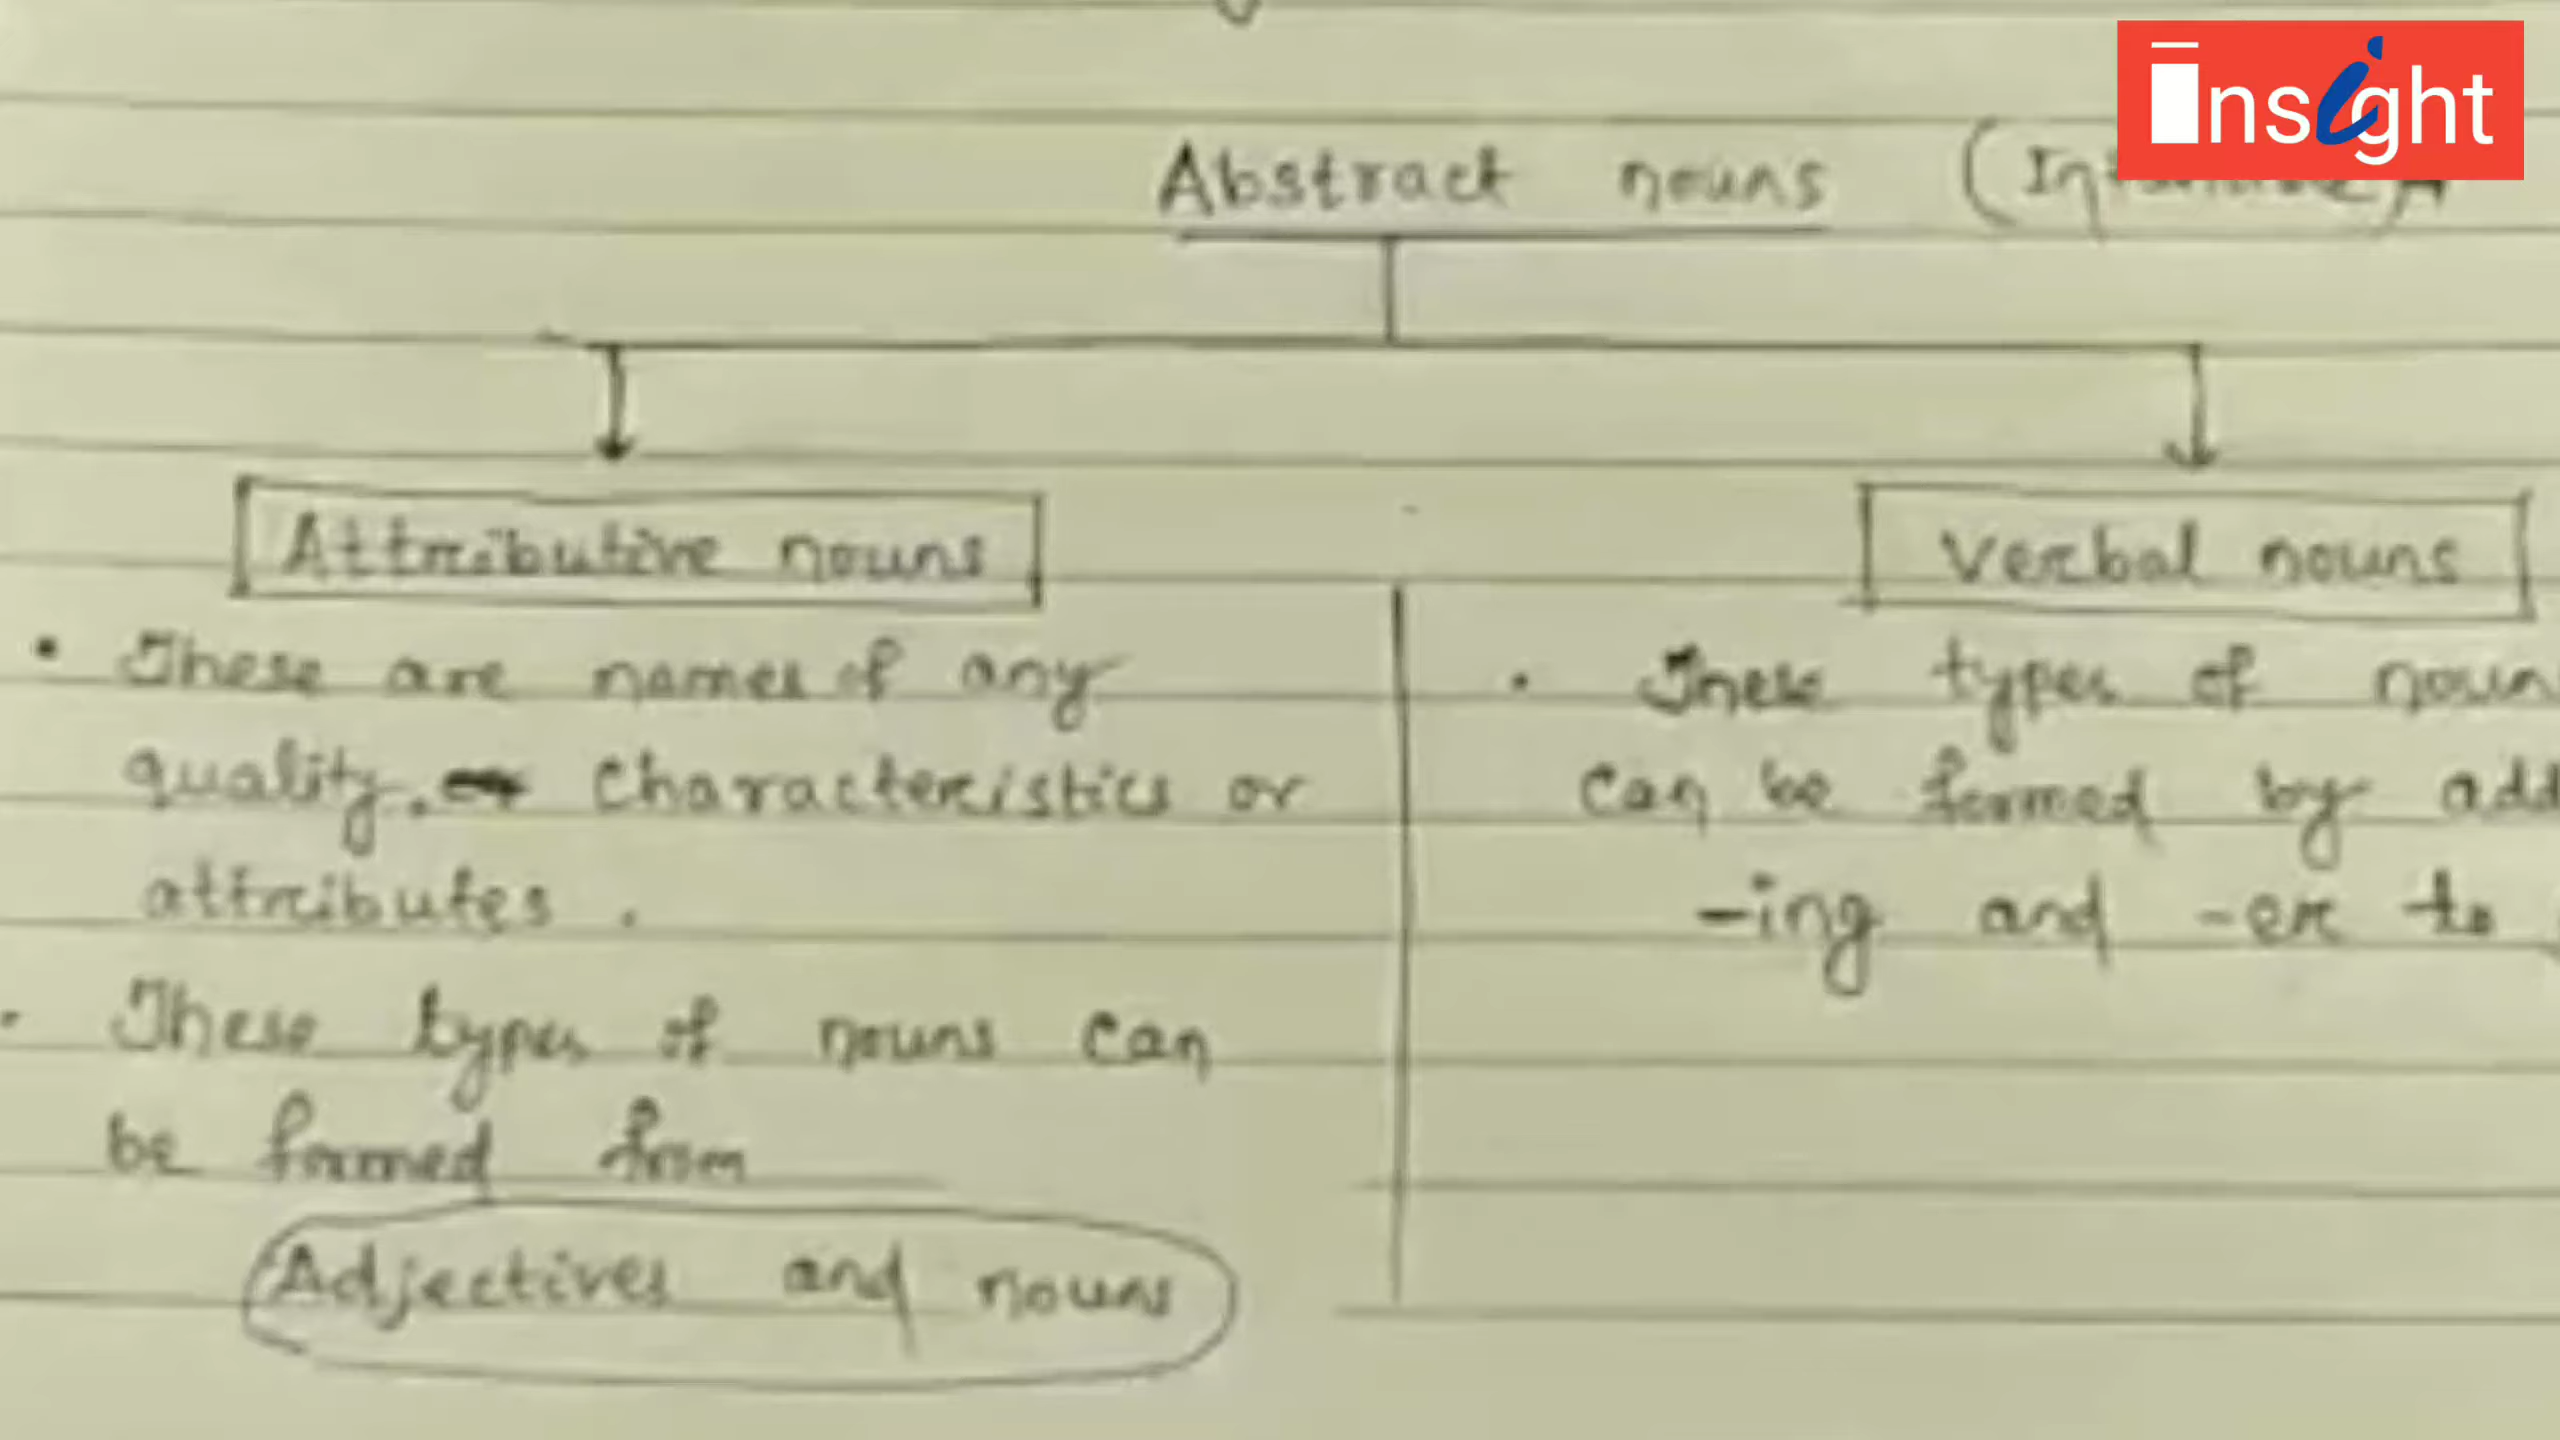 Insight
Abstract nouns
Attributive nouns
Verbal nouns
• These are names of any
quality. characteristics or
attributes.
• These types of nouns can
be formed from
Adjectives and nouns
• These types of noun
can be formed by add
-ing and -er to